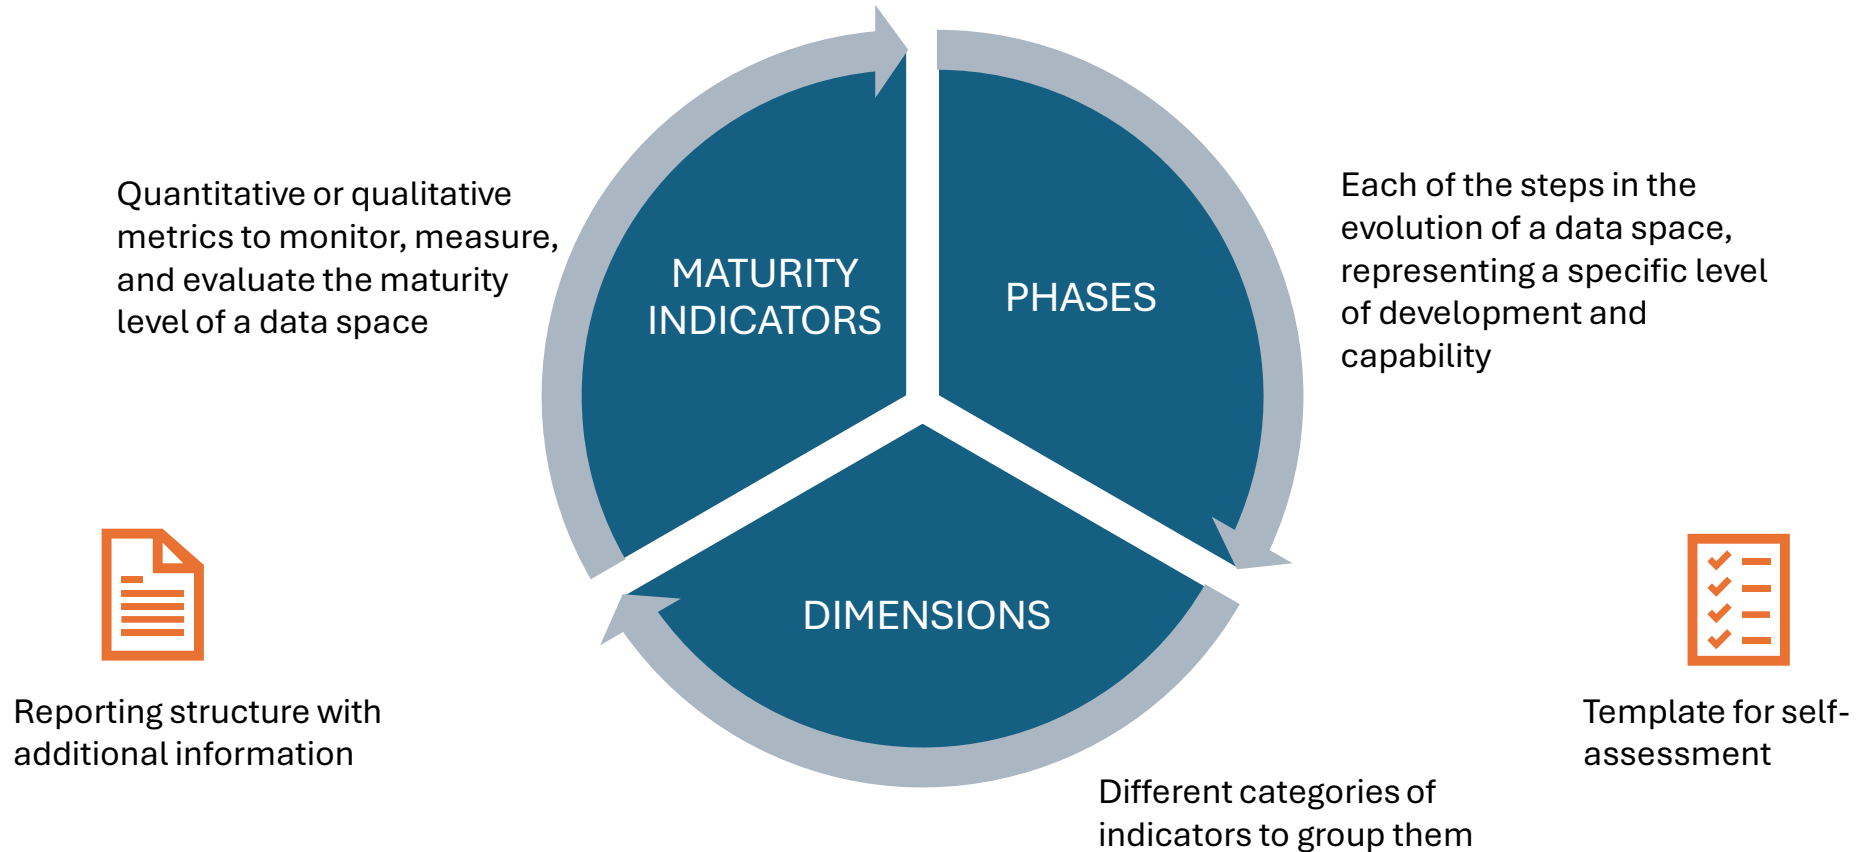 Quantitative or qualitative
metrics to monitor, measure,
and evaluate the maturity
level of a data space
MATURITY
INDICATORS
PHASES
Each of the steps in the
evolution of a data space,
representing a specific level
of development and
capability
DIMENSIONS
Reporting structure with
additional information
Template for self-
assessment
Different categories of
indicators to group them